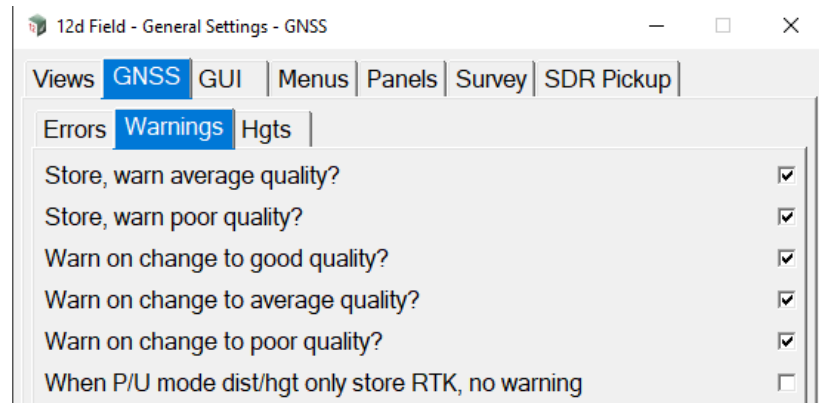 12d Field - General Settings - GNSS
Views GNSS GUI Menus Panels Survey SDR Pickup
Errors Warnings Hgts
Store, warn average quality?
Store, warn poor quality?
Warn on change to good quality?
Warn on change to average quality?
Warn on change to poor quality?
When P/U mode dist/hgt only store RTK, no warning